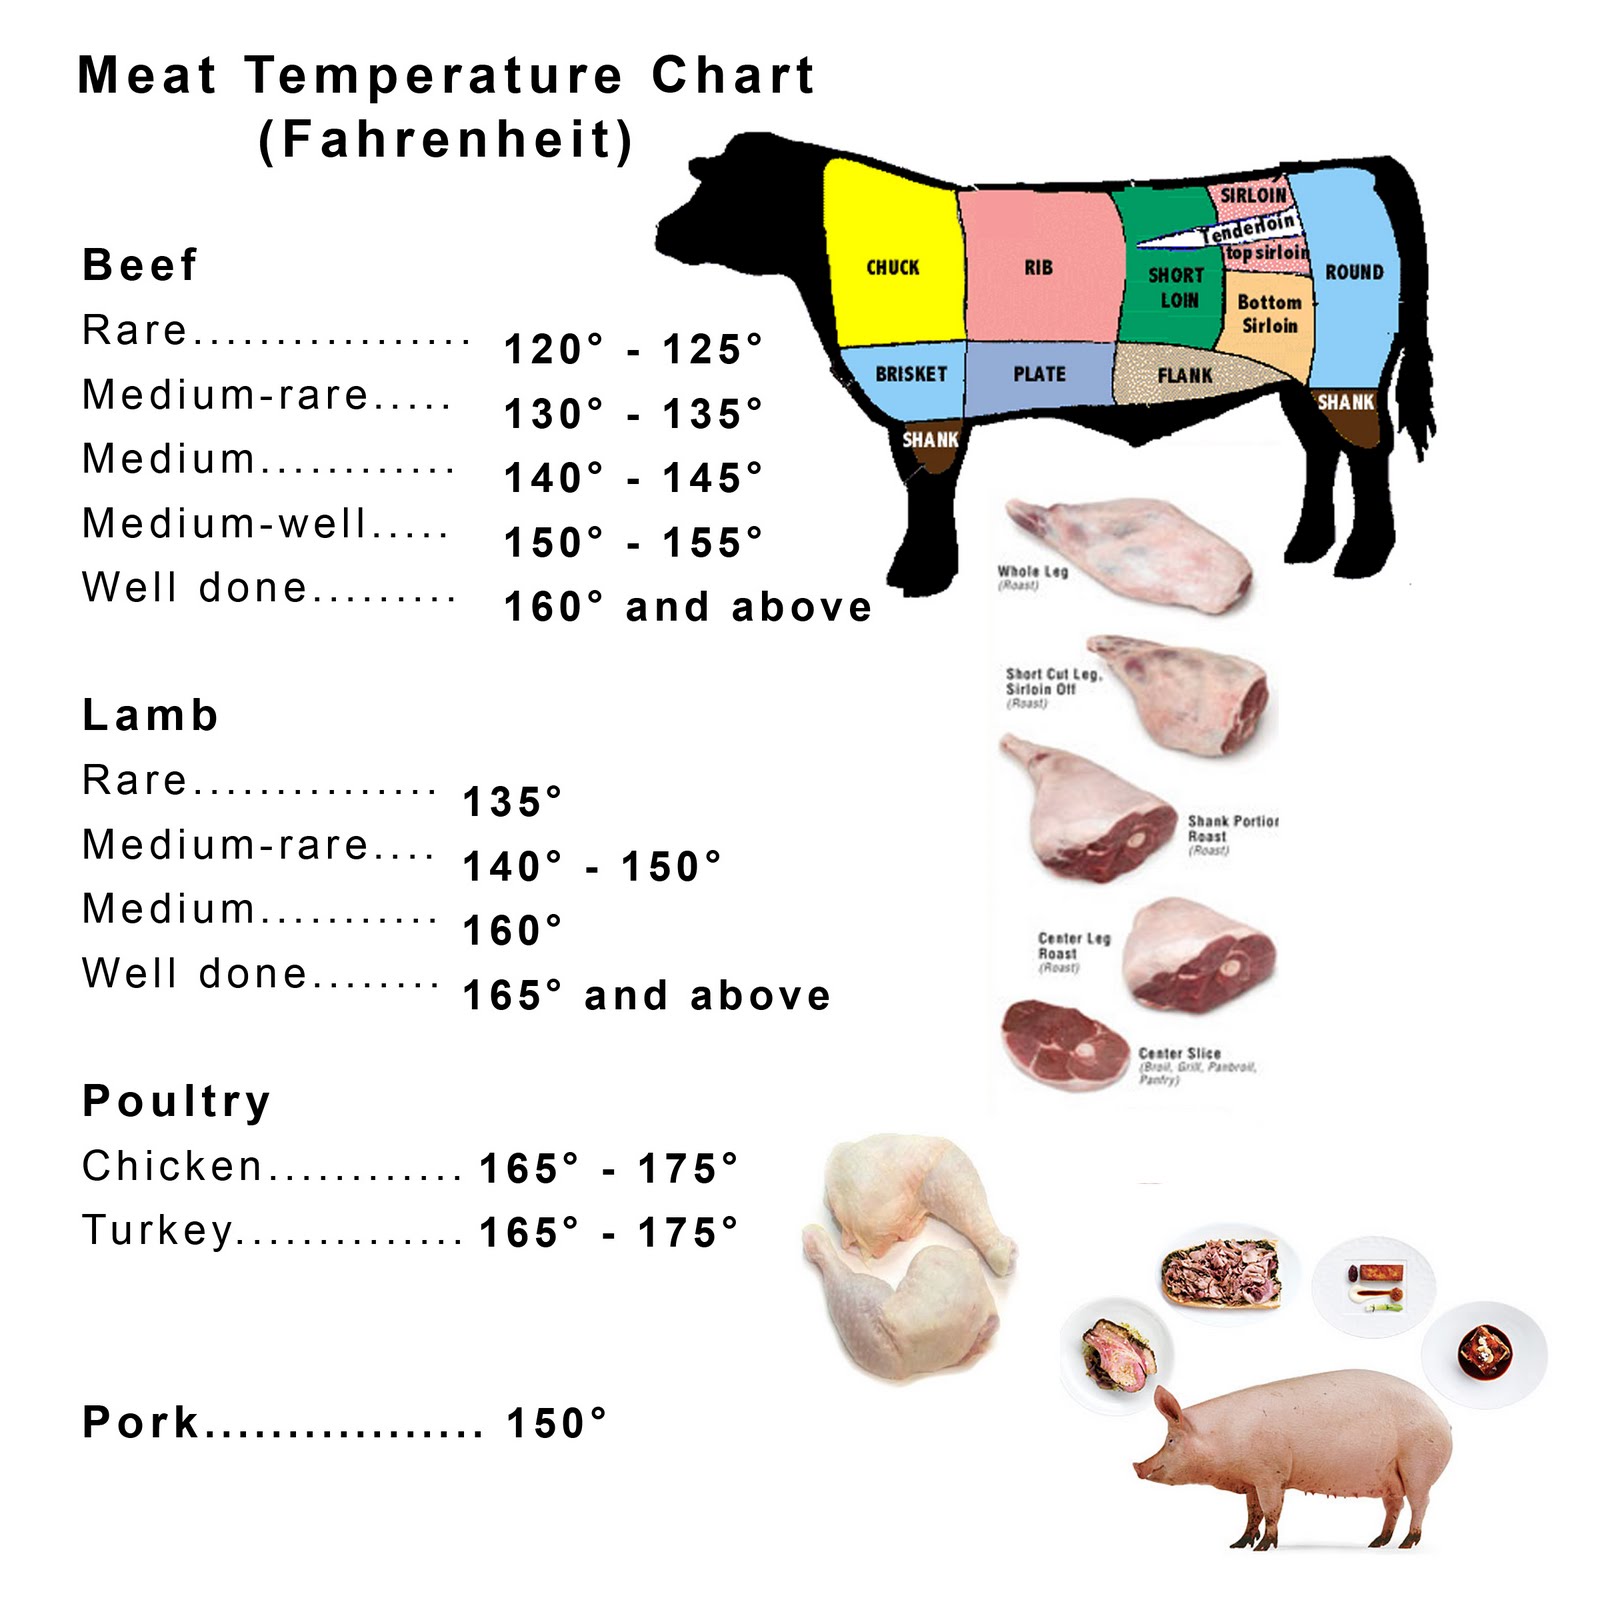 Meat Temperature Chart
(Fahrenheit)
Beef
Rare................. 120° - 125°
Medium-rare..... 130° - 135°
Medium............ 140° - 145°
Medium-well..... 150° - 155°
Well done......... 160° and above
Lamb
Rare............... 135°
Medium-rare.... 140° - 150°
Medium........... 160°
Well done........ 165° and above
Poultry
Chicken............ 165° - 175°
Turkey.............. 165° - 175°
Pork................. 150°
CHUCK
RIB
SHORT
LOIN
SIRLOIN
Tenderloin
top sirloin
Bottom
Sirloin
ROUND
BRISKET
PLATE
FLANK
SHANK
SHANK
Whole Leg
(Roast)
Short Cut Leg,
Sirloin Off
(Roast)
Shank Portion
Roast
(Roast)
Center Leg
Roast
(Roast)
Center Slice
(Broil, Grill, Panbroil,
Panfry)